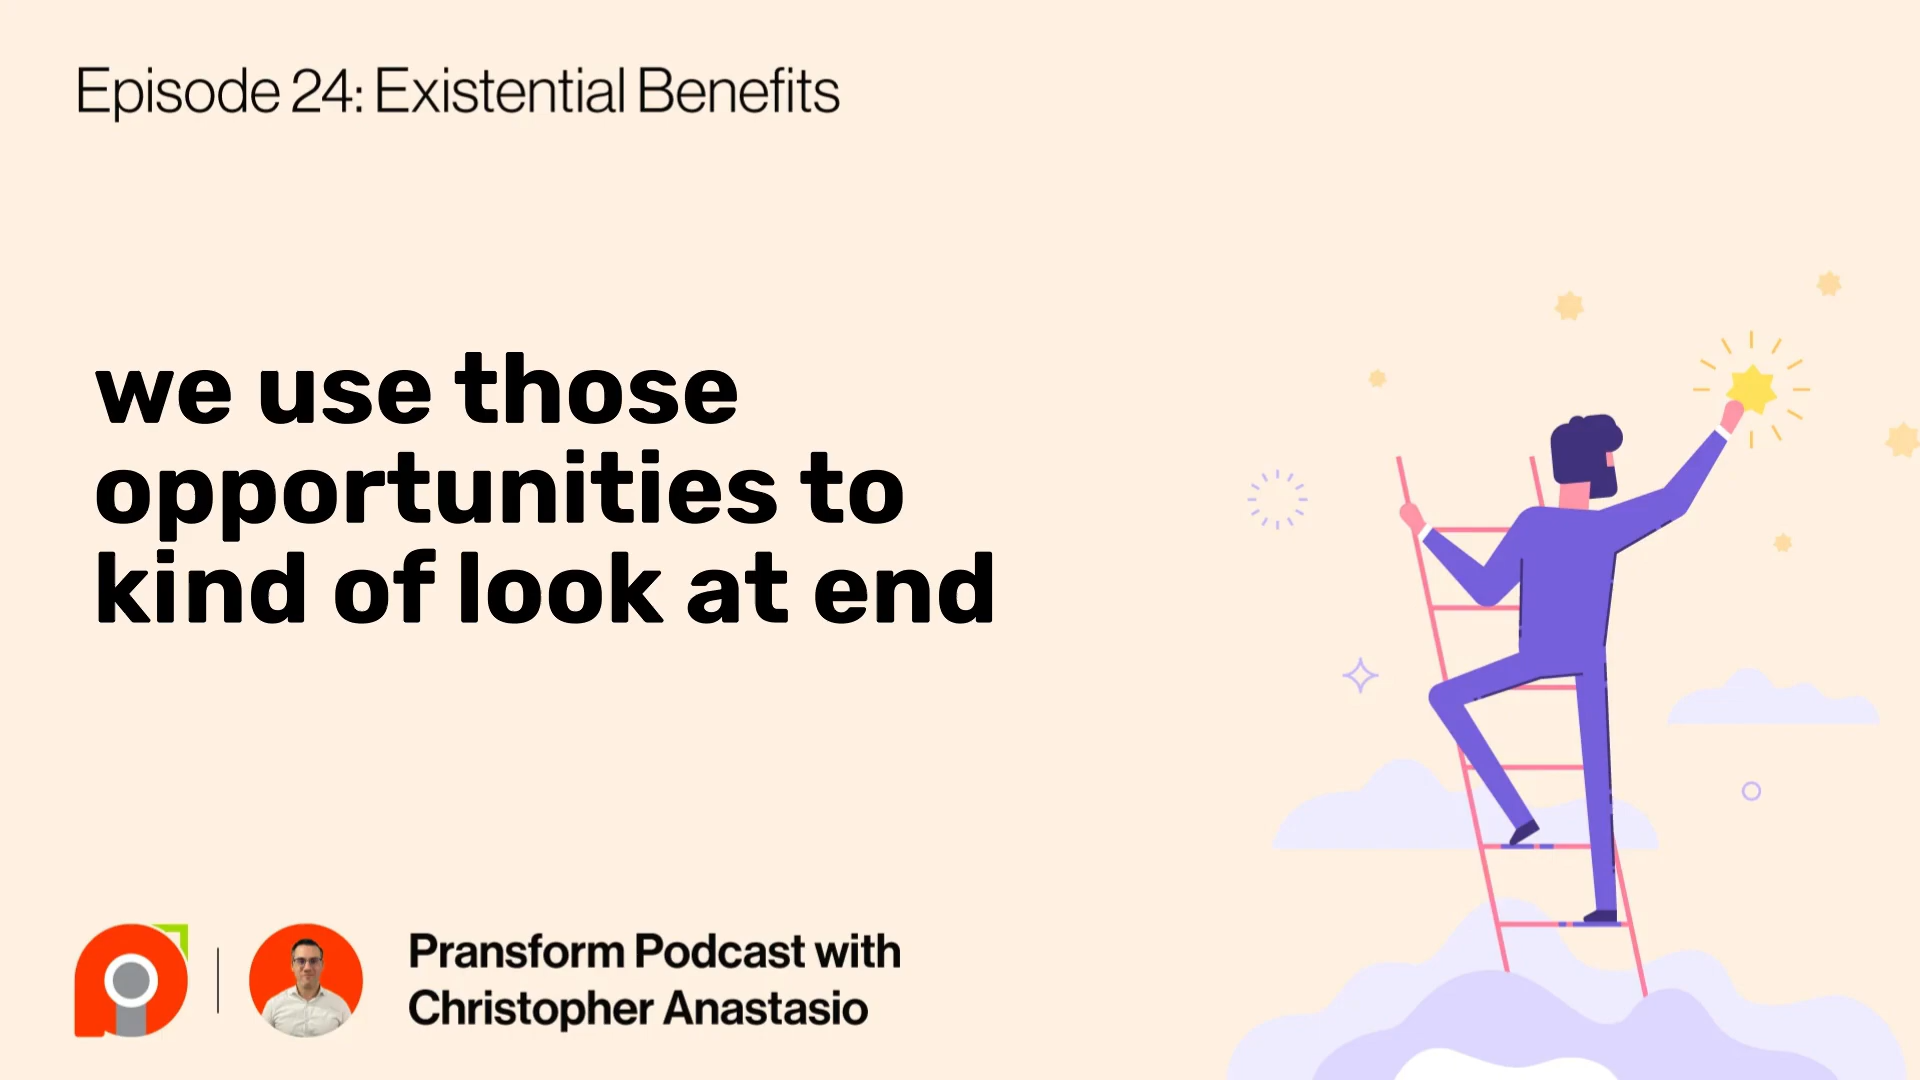 Episode 24: Existential Benefits
we use those
opportunities to
kind of look at end
Pransform Podcast with
Christopher Anastasio